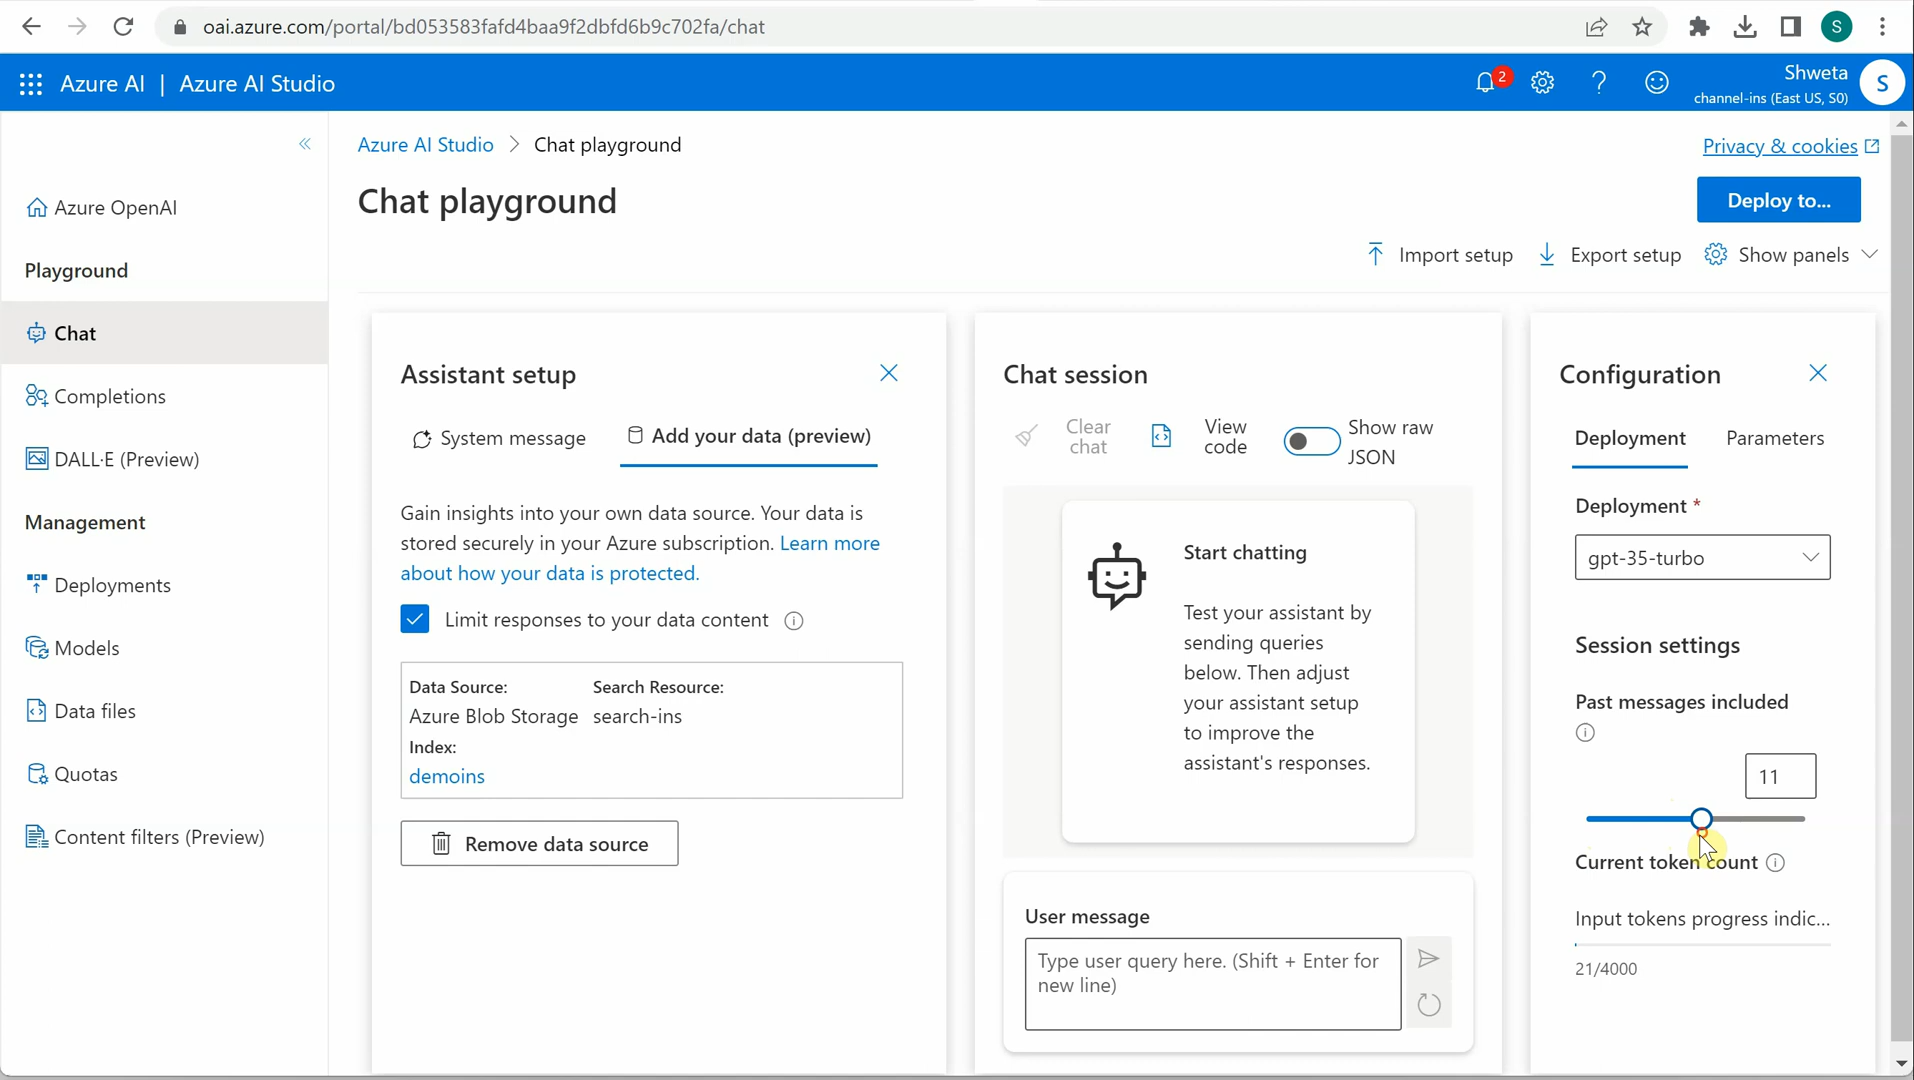 oai.azure.com/portal/bd053583fafd4baa9f2dbfd6b9c702fa/chat
S
Azure AI | Azure AI Studio
2
Shweta
channel-ins (East US, S0)
S
Azure AI Studio > Chat playground
Privacy & cookies
Chat playground
Deploy to...
Import setup
Export setup
Show panels
Azure OpenAI
Playground
Chat
Completions
DALL·E (Preview)
Management
Deployments
Models
Data files
Quotas
Content filters (Preview)
Assistant setup
System message
Add your data (preview)
Gain insights into your own data source. Your data is
stored securely in your Azure subscription. Learn more
about how your data is protected.
Limit responses to your data content
Data Source:
Azure Blob Storage
Search Resource:
search-ins
Index:
demoins
Remove data source
Chat session
Clear
chat
View
code
Show raw
JSON
Start chatting
Test your assistant by
sending queries
below. Then adjust
your assistant setup
to improve the
assistant's responses.
User message
Type user query here. (Shift + Enter for
new line)
Configuration
Deployment
Parameters
Deployment *
gpt-35-turbo
Session settings
Past messages included
11
Current token count
Input tokens progress indic...
21/4000